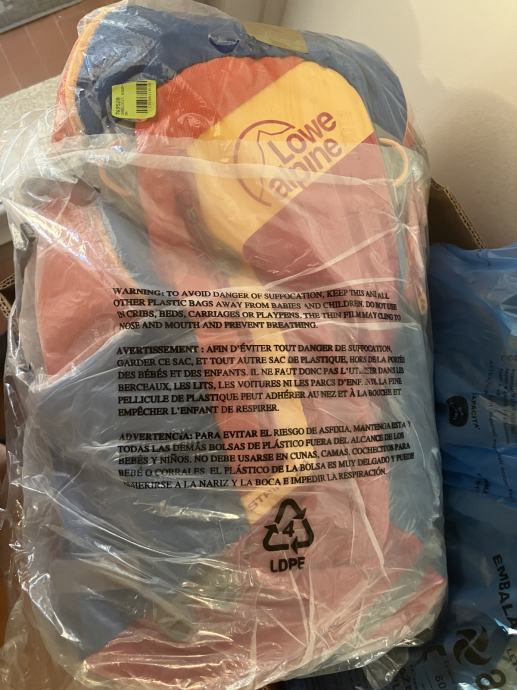 Lowe
alpine
WARNING: TO AVOID DANGER OF SUFFOCATION, KEEP THIS AND ALL
OTHER PLASTIC BAGS AWAY FROM BABIES AND CHILDREN. DO NOT USE
IN CRIBS, BEDS, CARRIAGES OR PLAYPENS. THE THIN FILM MAY CLING TO
NOSE AND MOUTH AND PREVENT BREATHING.
AVERTISSEMENT : AFIN D'ÉVITER TOUT DANGER DE SUFFOCATION,
GARDER CE SAC, ET TOUT AUTRE SAC DE PLASTIQUE, HORS DE LA PORTÉE
DES BÉBÉS ET DES ENFANTS. IL NE FAUT DONC PAS L'UTILISER DANS LES
BERCEAUX, LES LITS, LES VOITURES NI LES PARCS D'ENF. NIL LA FINE
PELLICULE DE PLASTIQUE PEUT ADHÉRER AU NEZ ET À LA BOUCHE ET
EMPÊCHER L'ENFANT DE RESPIRER.
ADVERTENCIA: PARA EVITAR EL RIESGO DE ASFIXIA, MANTENGA ESTA Y
TODAS LAS DEMÁS BOLSAS DE PLÁSTICO FUERA DEL ALCANCE DE LOS
BEBÉS Y NIÑOS. NO DEBE USARSE EN CUNAS, CAMAS, COCHECITOS PARA
BEBÉ O CORRALES. EL PLÁSTICO DE LA BOLSA ES MUY DELGADO Y PUEDE
ADHERIRSE A LA NARIZ Y LA BOCA E IMPEDIR LA RESPIRACIÓN.
4
LDPE
EMBALA